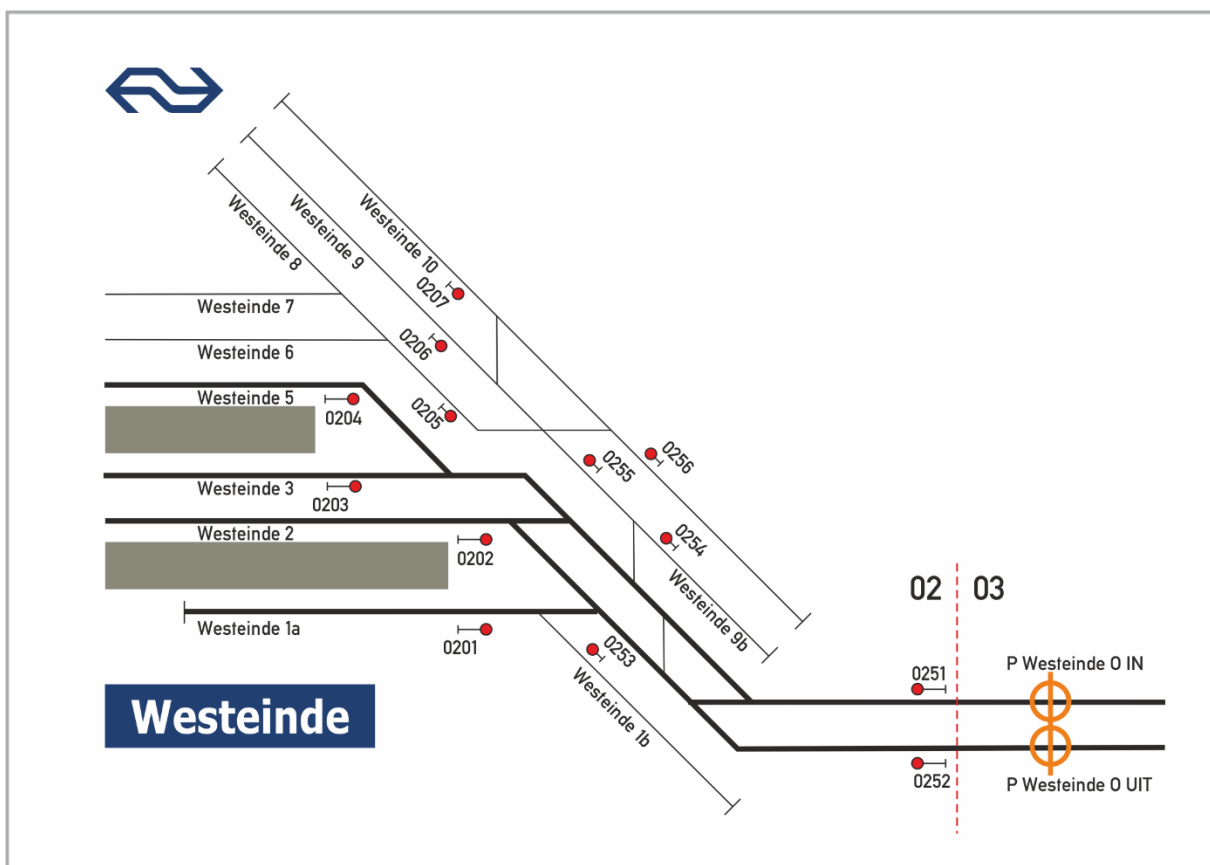 Westeinde 10
Westeinde 9
Westeinde 8
0207
Westeinde 7
0206
Westeinde 6
Westeinde 5
0204
0205
0256
0255
Westeinde 3
0203
Westeinde 2
0202
0254
Westeinde 9b
02 03
Westeinde 1a
0201
0253
Westeinde 1b
0251
P Westeinde O IN
Westeinde
0252
P Westeinde O UIT